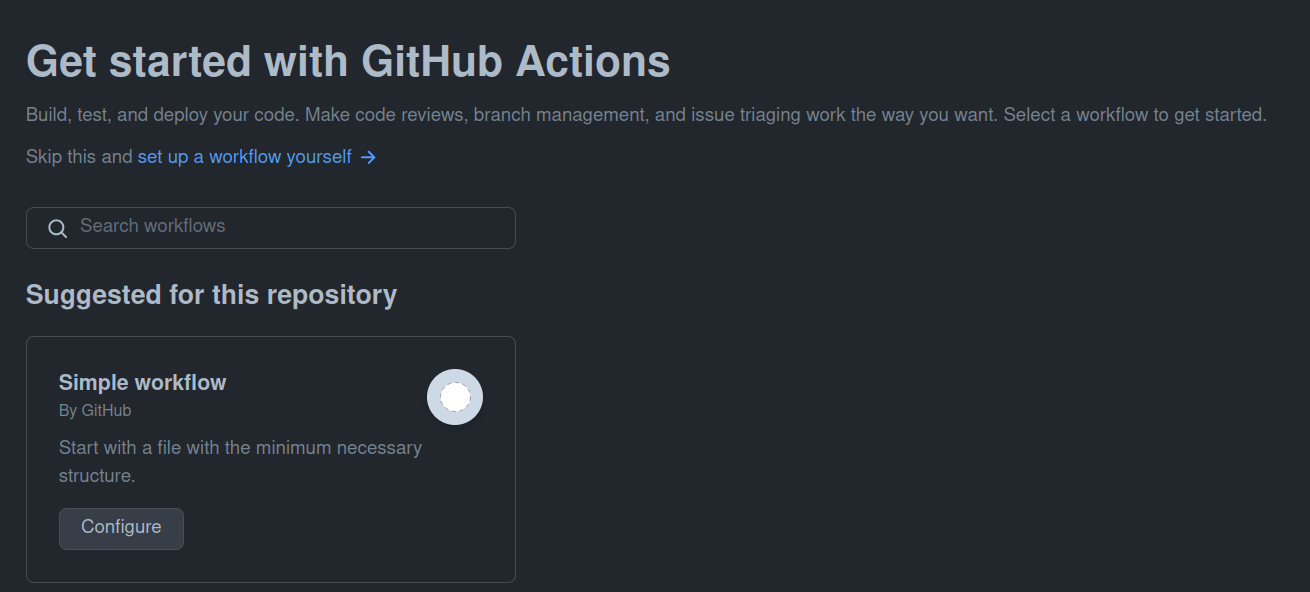 Get started with GitHub Actions
Build, test, and deploy your code. Make code reviews, branch management, and issue triaging work the way you want. Select a workflow to get started.
Skip this and set up a workflow yourself →
Search workflows
Suggested for this repository
Simple workflow
By GitHub
Start with a file with the minimum necessary
structure.
Configure